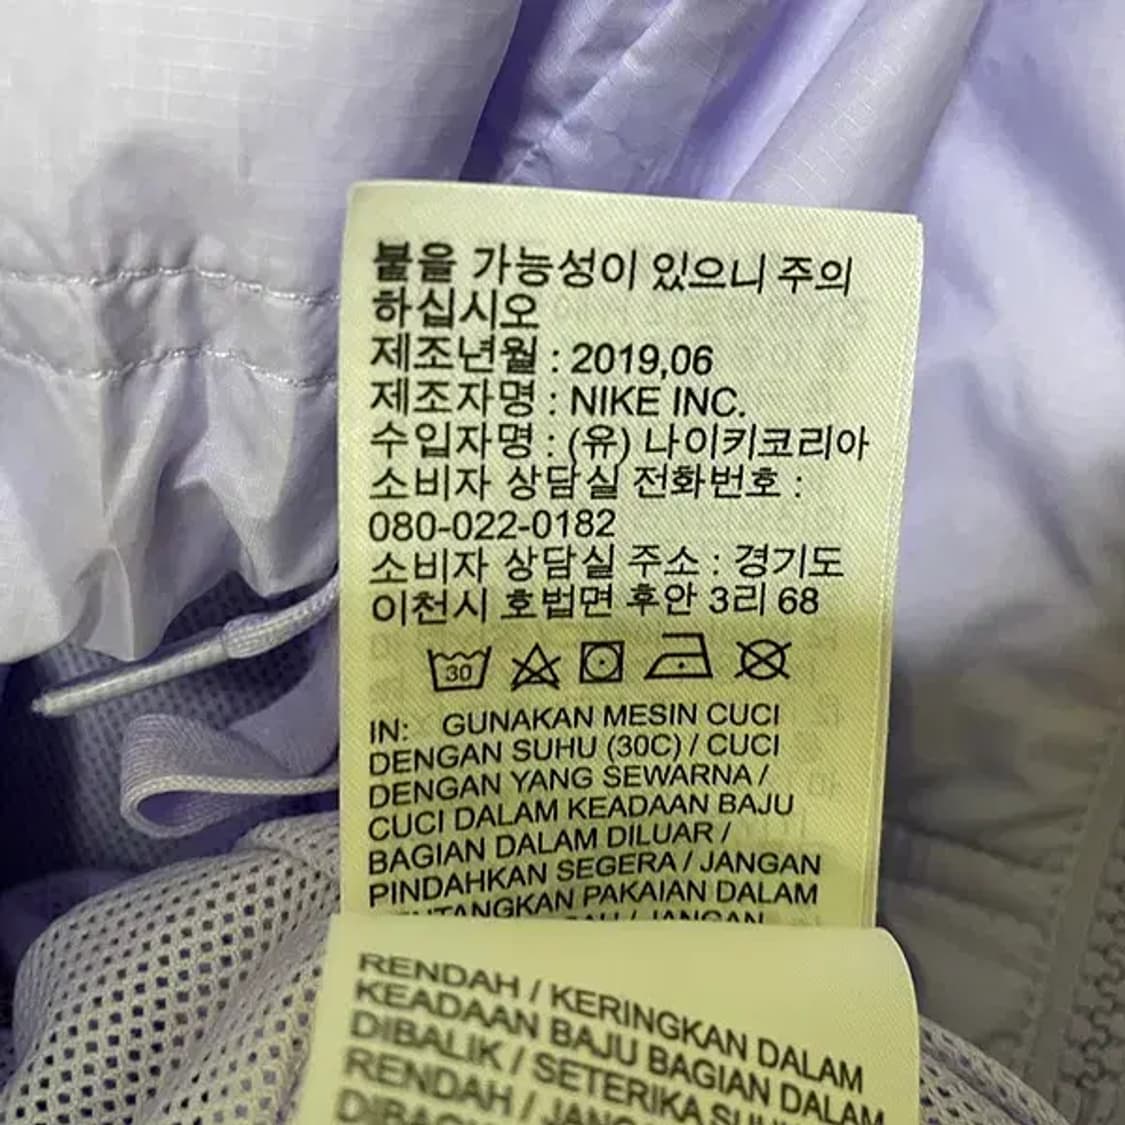 붙을 가능성이 있으니 주의
하십시오
제조년월 : 2019,06
제조자명 : NIKE INC.
수입자명 : (유) 나이키코리아
소비자 상담실 전화번호 :
080-022-0182
소비자 상담실 주소 : 경기도
이천시 호법면 후안 3리 68
30
IN: GUNAKAN MESIN CUCI
DENGAN SUHU (30C) / CUCI
DENGAN YANG SEWARNA /
CUCI DALAM KEADAAN BAJU
BAGIAN DALAM DILUAR /
PINDAHKAN SEGERA / JANGAN
PAKAIAN DALAM
/ JANGAN
RENDAH / KERINGKAN DALAM
KEADAAN BAJU BAGIAN DALAM
DIBALIK / SETERIKA
RENDAH /